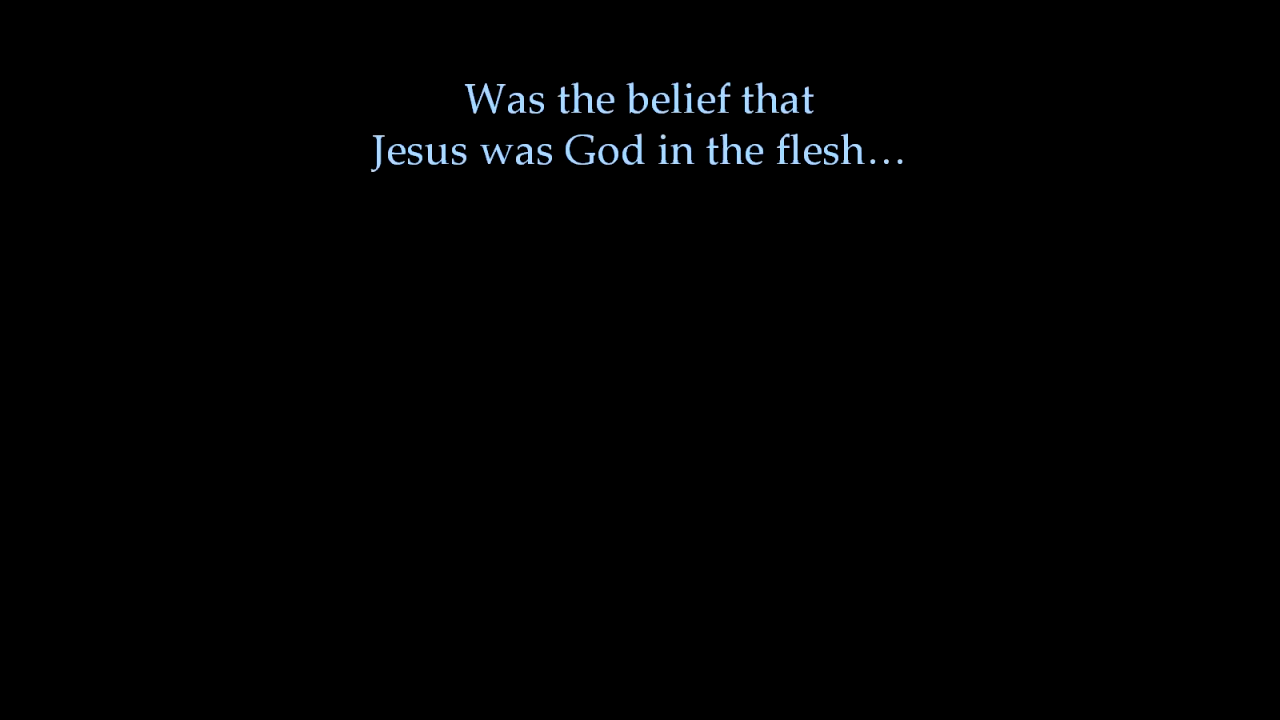 Was the belief that
Jesus was God in the flesh…